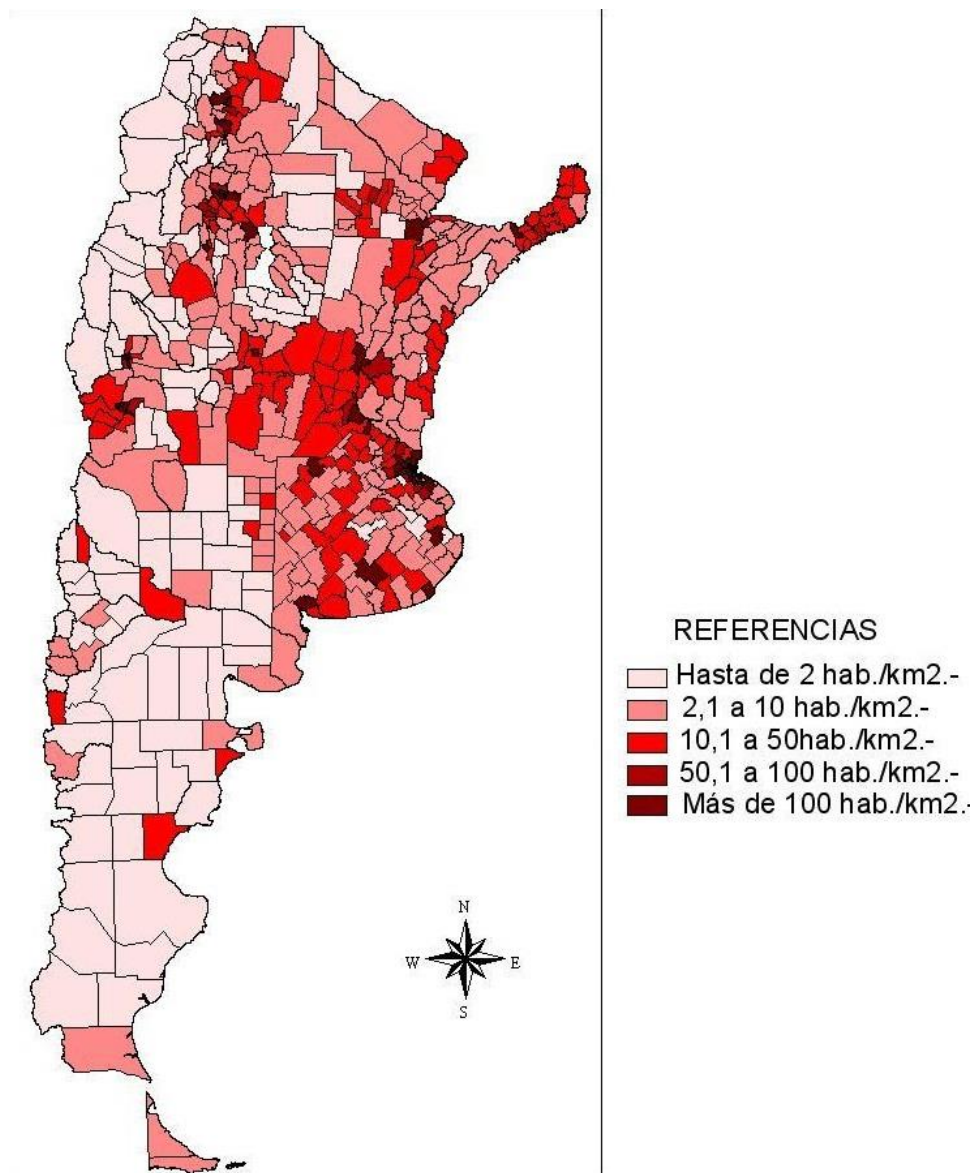 REFERENCIAS
Hasta de 2 hab./km2.-
2,1 a 10 hab./km2.-
10,1 a 50hab./km2.-
50,1 a 100 hab./km2.-
Más de 100 hab./km2.-
N
W E
S